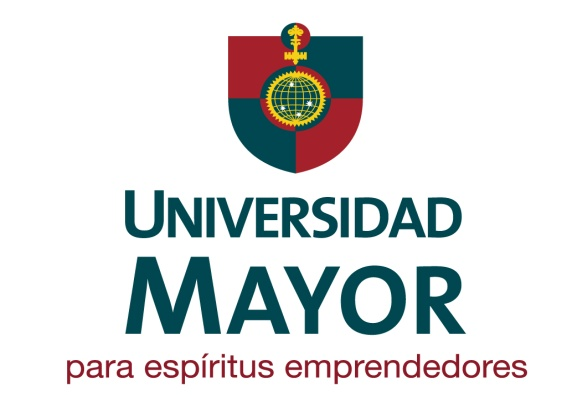 UNIVERSIDAD
MAYOR
para espíritus emprendedores